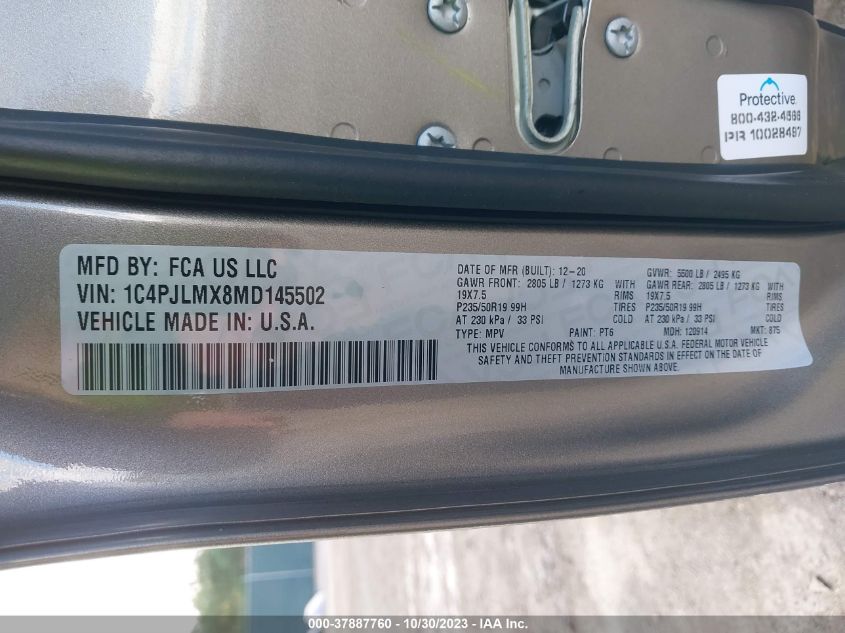 Protective.
800-432-4566
PR 10028487
MFD BY: FCA US LLC
VIN: 1C4PJLMX8MD145502
VEHICLE MADE IN: U.S.A.
DATE OF MFR (BUILT): 12-20 GVWR: 5500 LB / 2495 KG
GAWR FRONT: 2805 LB / 1273 KG WITH GAWR REAR: 2805 LB / 1273 KG WITH
19X7.5 RIMS 19X7.5 RIMS
P235/50R19 99H TIRES P235/50R19 99H TIRES
AT 230 kPa / 33 PSI COLD AT 230 kPa / 33 PSI COLD
TYPE: MPV PAINT: PT6 MDH: 120914 MKT: 875
THIS VEHICLE CONFORMS TO ALL APPLICABLE U.S.A. FEDERAL MOTOR VEHICLE
SAFETY AND THEFT PREVENTION STANDARDS IN EFFECT ON THE DATE OF
MANUFACTURE SHOWN ABOVE.
000-37887760 - 10/30/2023 - IAA Inc.